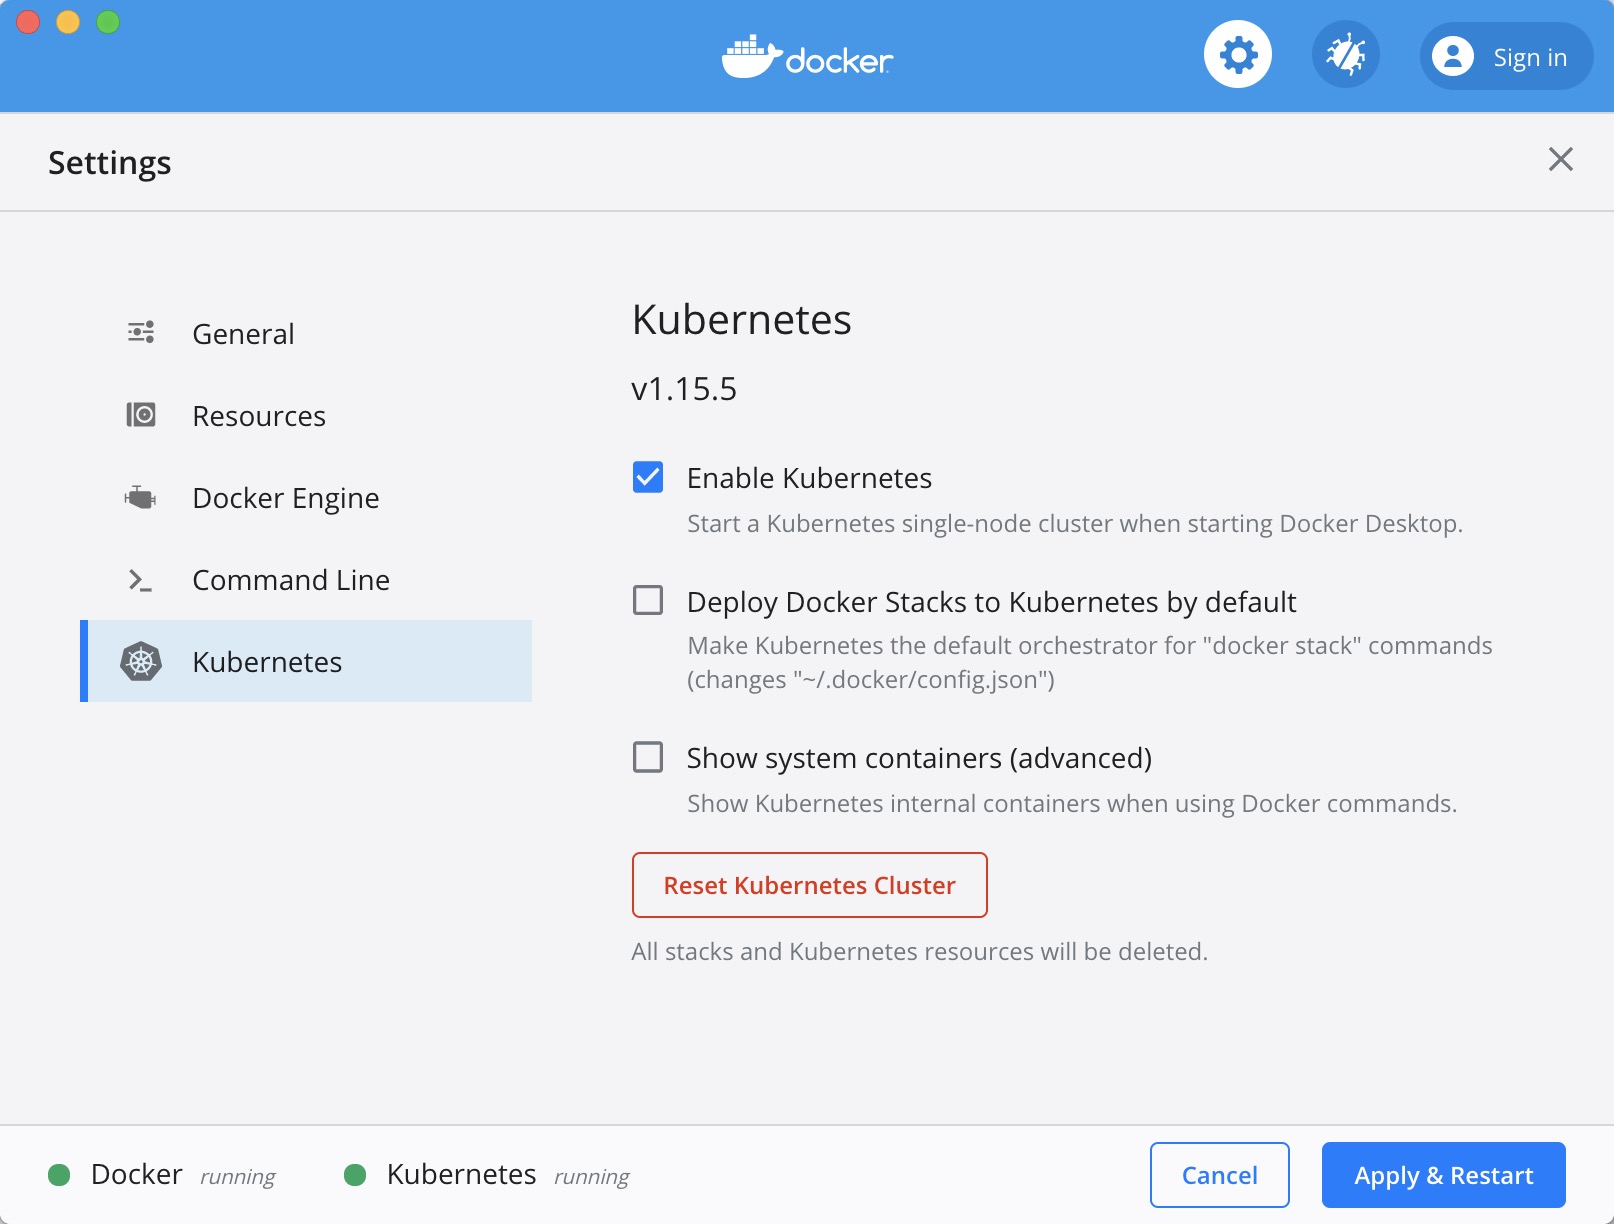 docker
Sign in
Settings
General
Resources
Docker Engine
Command Line
Kubernetes
Kubernetes
v1.15.5
Enable Kubernetes
Start a Kubernetes single-node cluster when starting Docker Desktop.
Deploy Docker Stacks to Kubernetes by default
Make Kubernetes the default orchestrator for "docker stack" commands
(changes "~/.docker/config.json")
Show system containers (advanced)
Show Kubernetes internal containers when using Docker commands.
Reset Kubernetes Cluster
All stacks and Kubernetes resources will be deleted.
Docker running Kubernetes running Cancel Apply & Restart